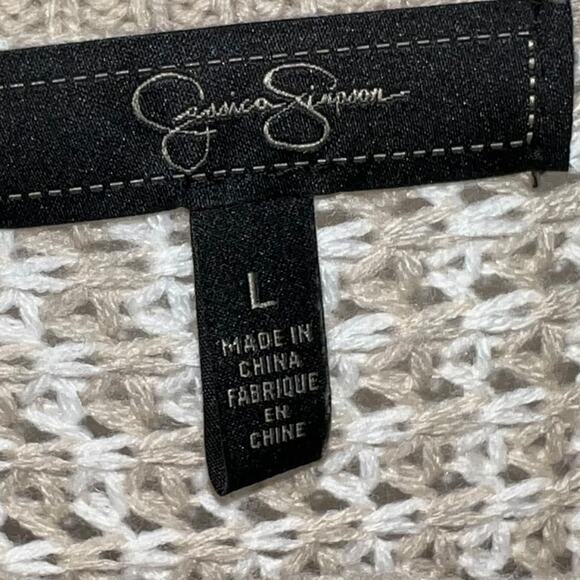 Jessica Simpson
L
MADE IN
CHINA
FABRIQUE
EN
CHINE